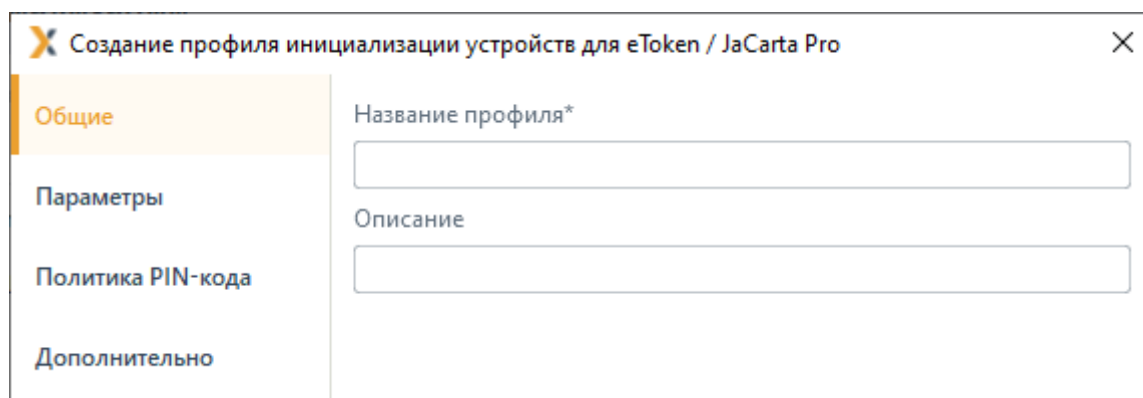 Создание профиля инициализации устройств для eToken / JaCarta Pro
Общие
Параметры
Политика PIN-кода
Дополнительно
Название профиля*
Описание